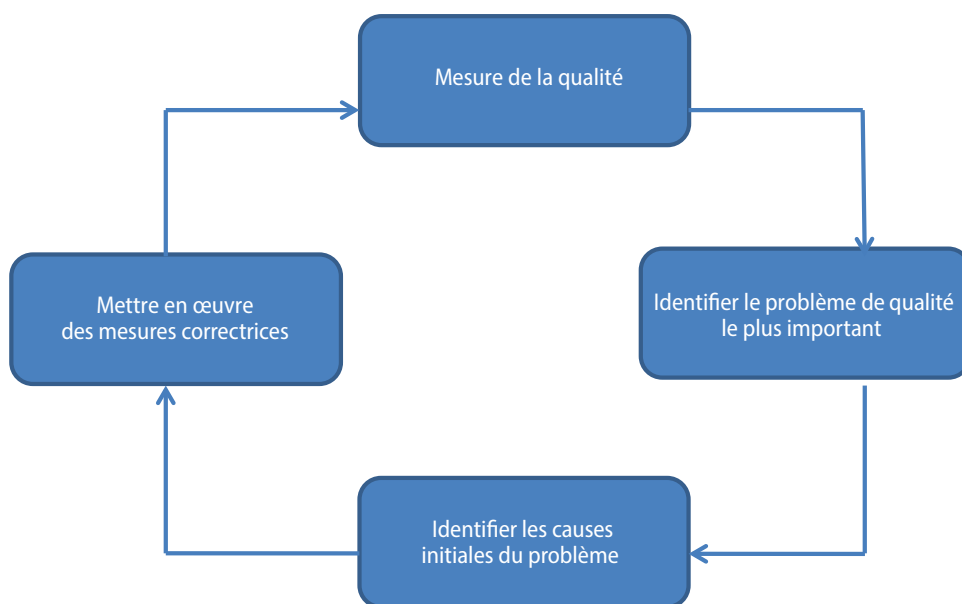 Mesure de la qualité
Identifier le problème de qualité
le plus important
Identifier les causes
initiales du problème
Mettre en œuvre
des mesures correctrices